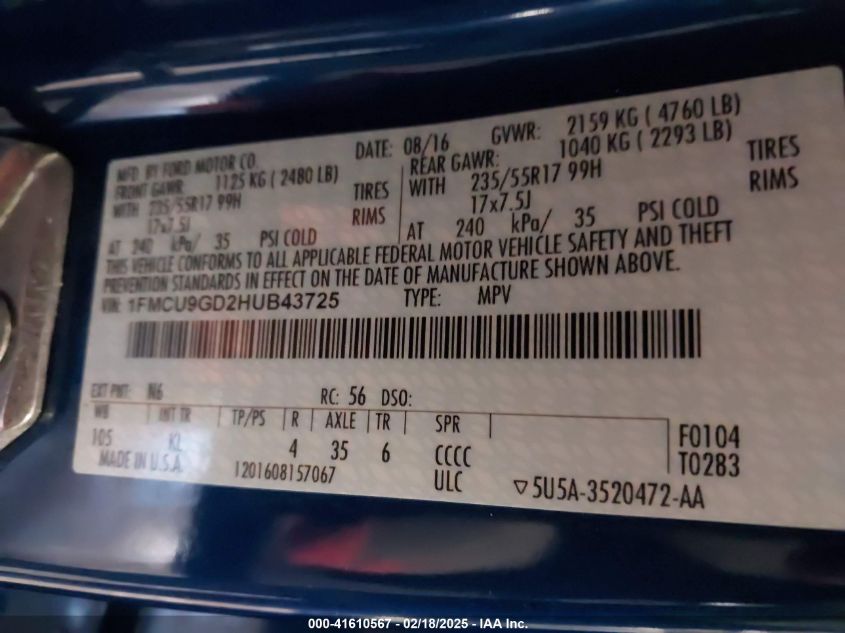 MFD. BY FORD MOTOR CO. DATE: 08/16 GVWR: 2159 KG ( 4760 LB)
FRONT GAWR: 1125 KG ( 2480 LB) REAR GAWR: 1040 KG ( 2293 LB)
WITH 235/55R17 99H TIRES WITH 235/55R17 99H TIRES
17x7.5J RIMS 17x7.5J RIMS
AT 240 kPa/ 35 PSI COLD AT 240 kPa/ 35 PSI COLD
THIS VEHICLE CONFORMS TO ALL APPLICABLE FEDERAL MOTOR VEHICLE SAFETY AND THEFT
PREVENTION STANDARDS IN EFFECT ON THE DATE OF MANUFACTURE SHOWN ABOVE.
VIN: 1FMCU9GD2HUB43725 TYPE: MPV
EXT PNT: N6 RC: 56 DSO:
WB INT TR TP/PS R AXLE TR SPR
105 KL 4 35 6 CCCC
F0104
T0283
MADE IN U.S.A. 1201608157067 ULC ▽5U5A-3520472-AA
000-41610567 - 02/18/2025 - IAA Inc.